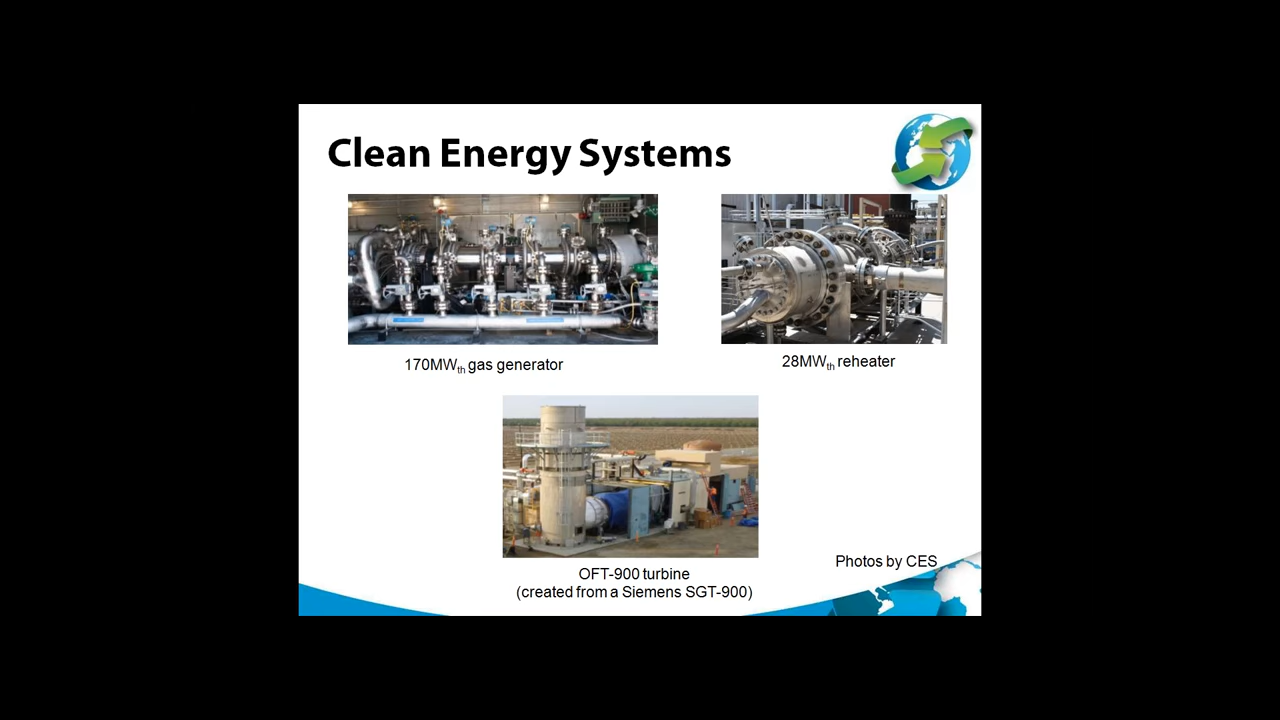 Clean Energy Systems
170MWth gas generator
28MWth reheater
OFT-900 turbine
(created from a Siemens SGT-900)
Photos by CES